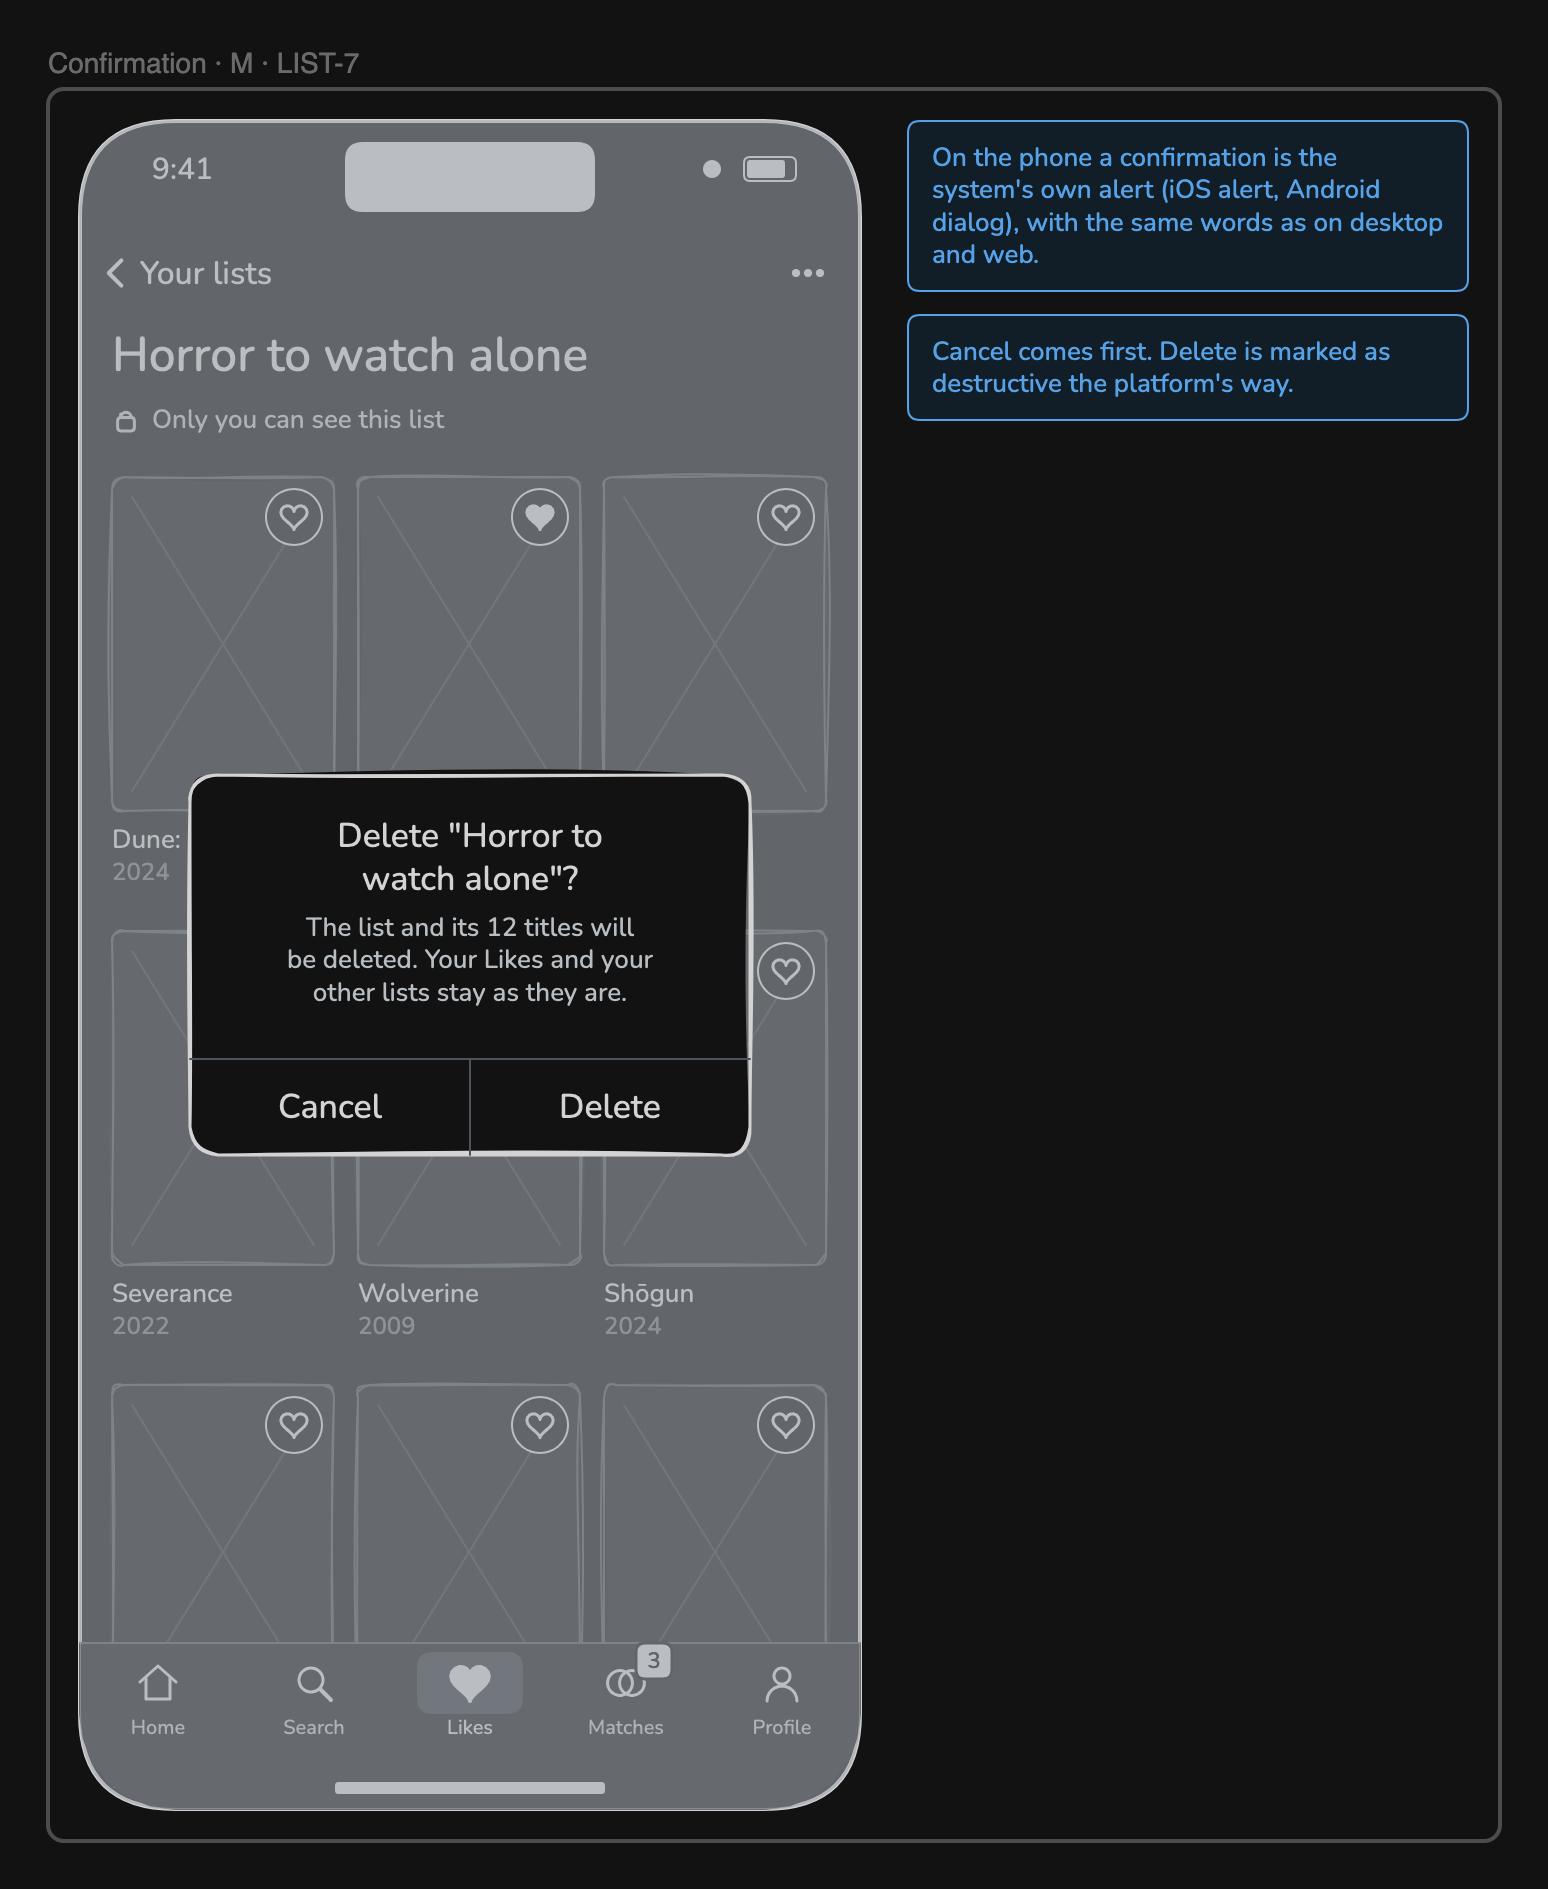 Confirmation · M · LIST-7
9:41
Your lists
Horror to watch alone
Only you can see this list
Dune:
2024
Delete "Horror to
watch alone"?
The list and its 12 titles will
be deleted. Your Likes and your
other lists stay as they are.
Cancel
Delete
Severance
2022
Wolverine
2009
Shōgun
2024
3
Home
Search
Likes
Matches
Profile
On the phone a confirmation is the
system's own alert (iOS alert, Android
dialog), with the same words as on desktop
and web.
Cancel comes first. Delete is marked as
destructive the platform's way.